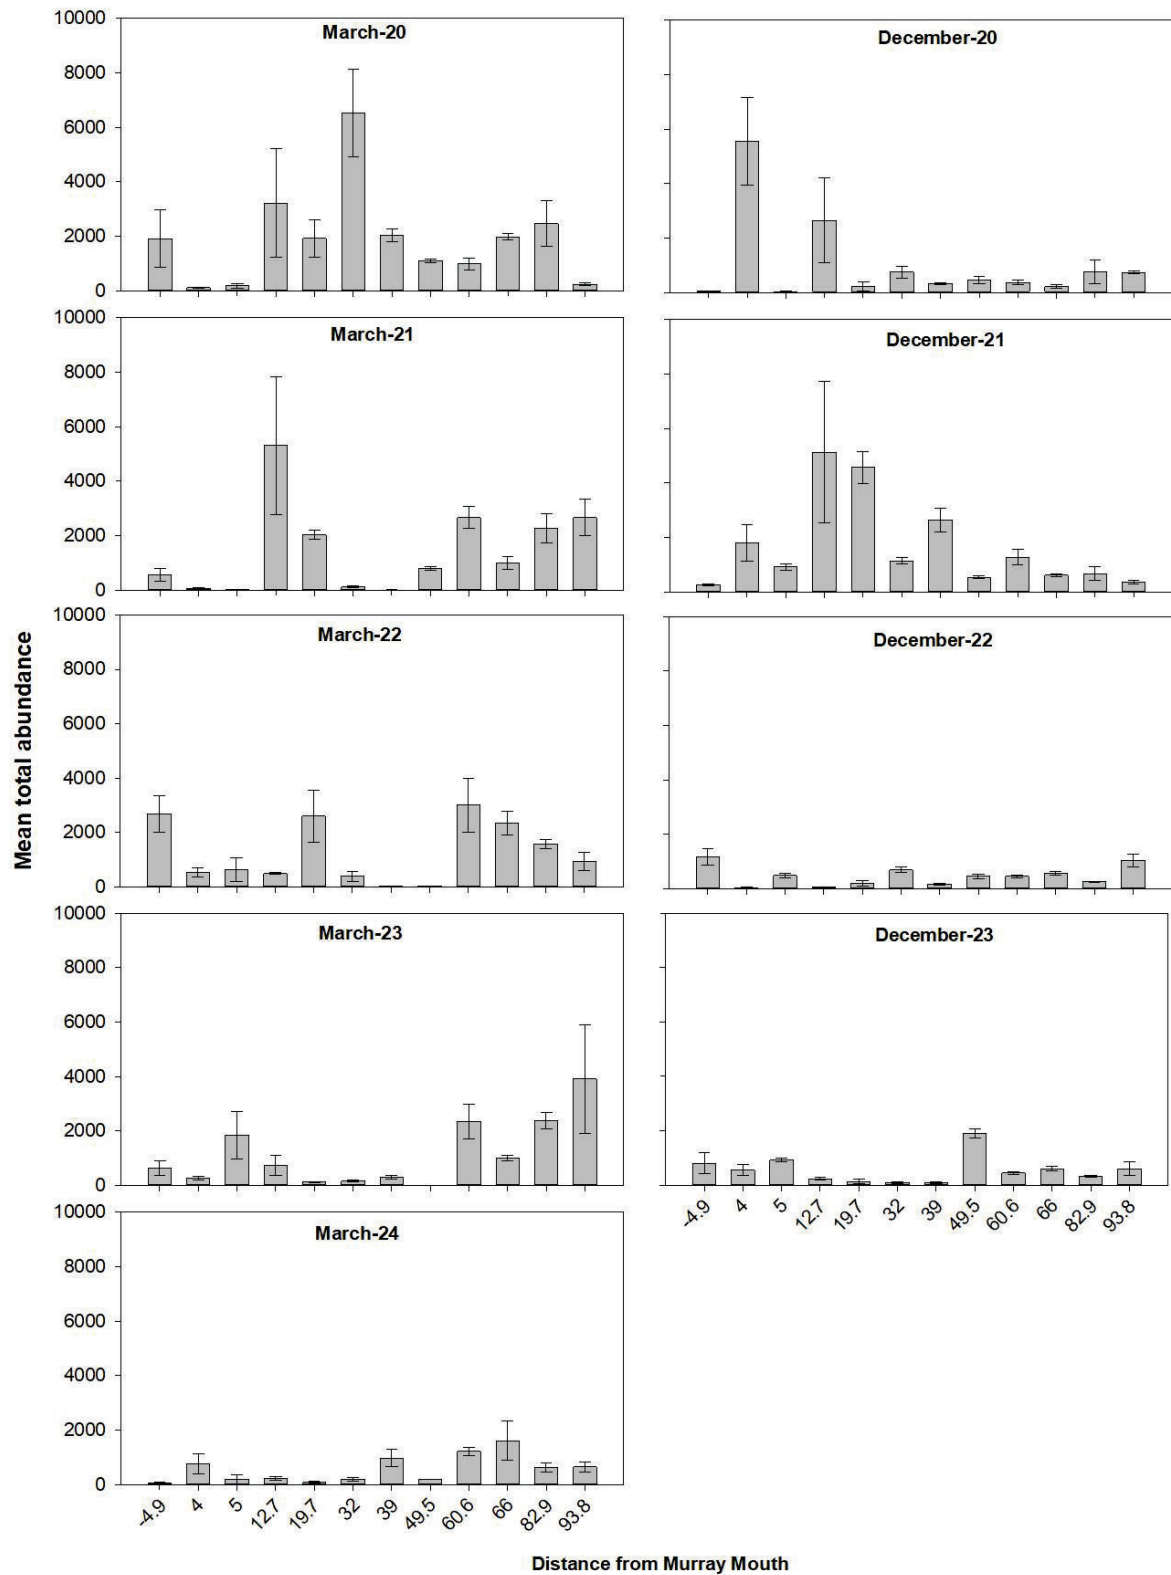 Mean total abundance
March-20
10000
8000
6000
4000
2000
0
December-20
March-21
10000
8000
6000
4000
2000
0
December-21
March-22
10000
8000
6000
4000
2000
0
December-22
March-23
10000
8000
6000
4000
2000
0
December-23
-4.9 4 5 12.7 19.7 32 39 49.5 60.6 66 82.9 93.8
March-24
10000
8000
6000
4000
2000
0
-4.9 4 5 12.7 19.7 32 39 49.5 60.6 66 82.9 93.8
Distance from Murray Mouth